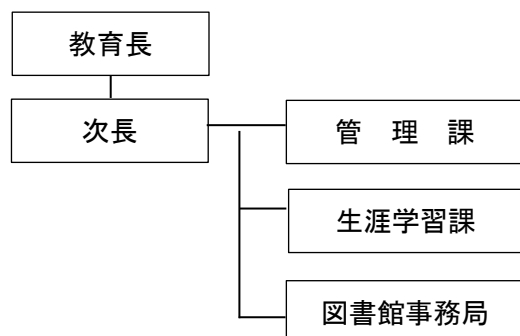 教育長
次長
管　理　課
生涯学習課
図書館事務局